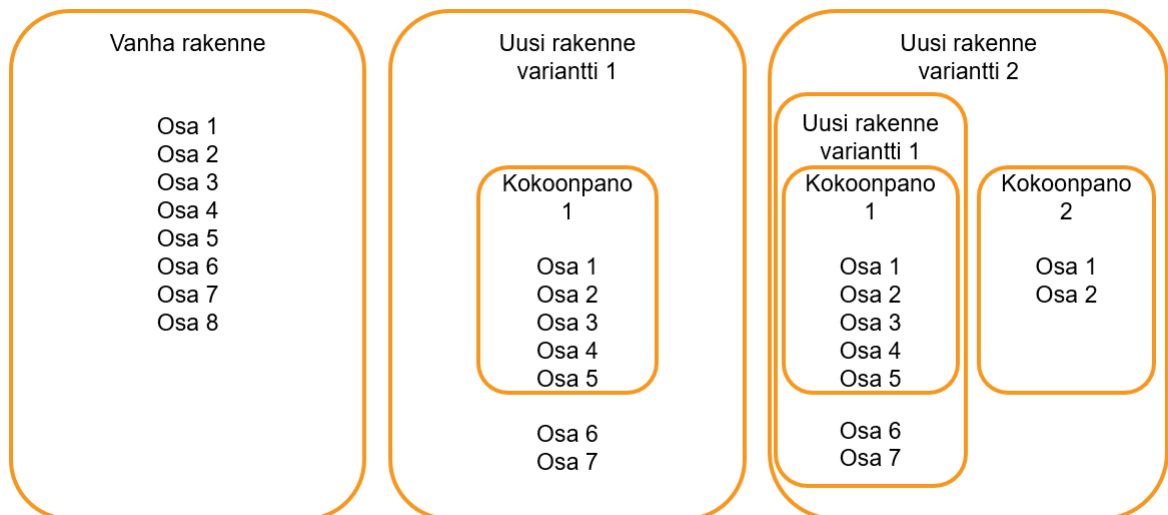 Vanha rakenne
Osa 1
Osa 2
Osa 3
Osa 4
Osa 5
Osa 6
Osa 7
Osa 8
Uusi rakenne
variantti 1
Kokoonpano
1
Osa 1
Osa 2
Osa 3
Osa 4
Osa 5
Osa 6
Osa 7
Uusi rakenne
variantti 2
Uusi rakenne
variantti 1
Kokoonpano
1
Osa 1
Osa 2
Osa 3
Osa 4
Osa 5
Osa 6
Osa 7
Kokoonpano
2
Osa 1
Osa 2